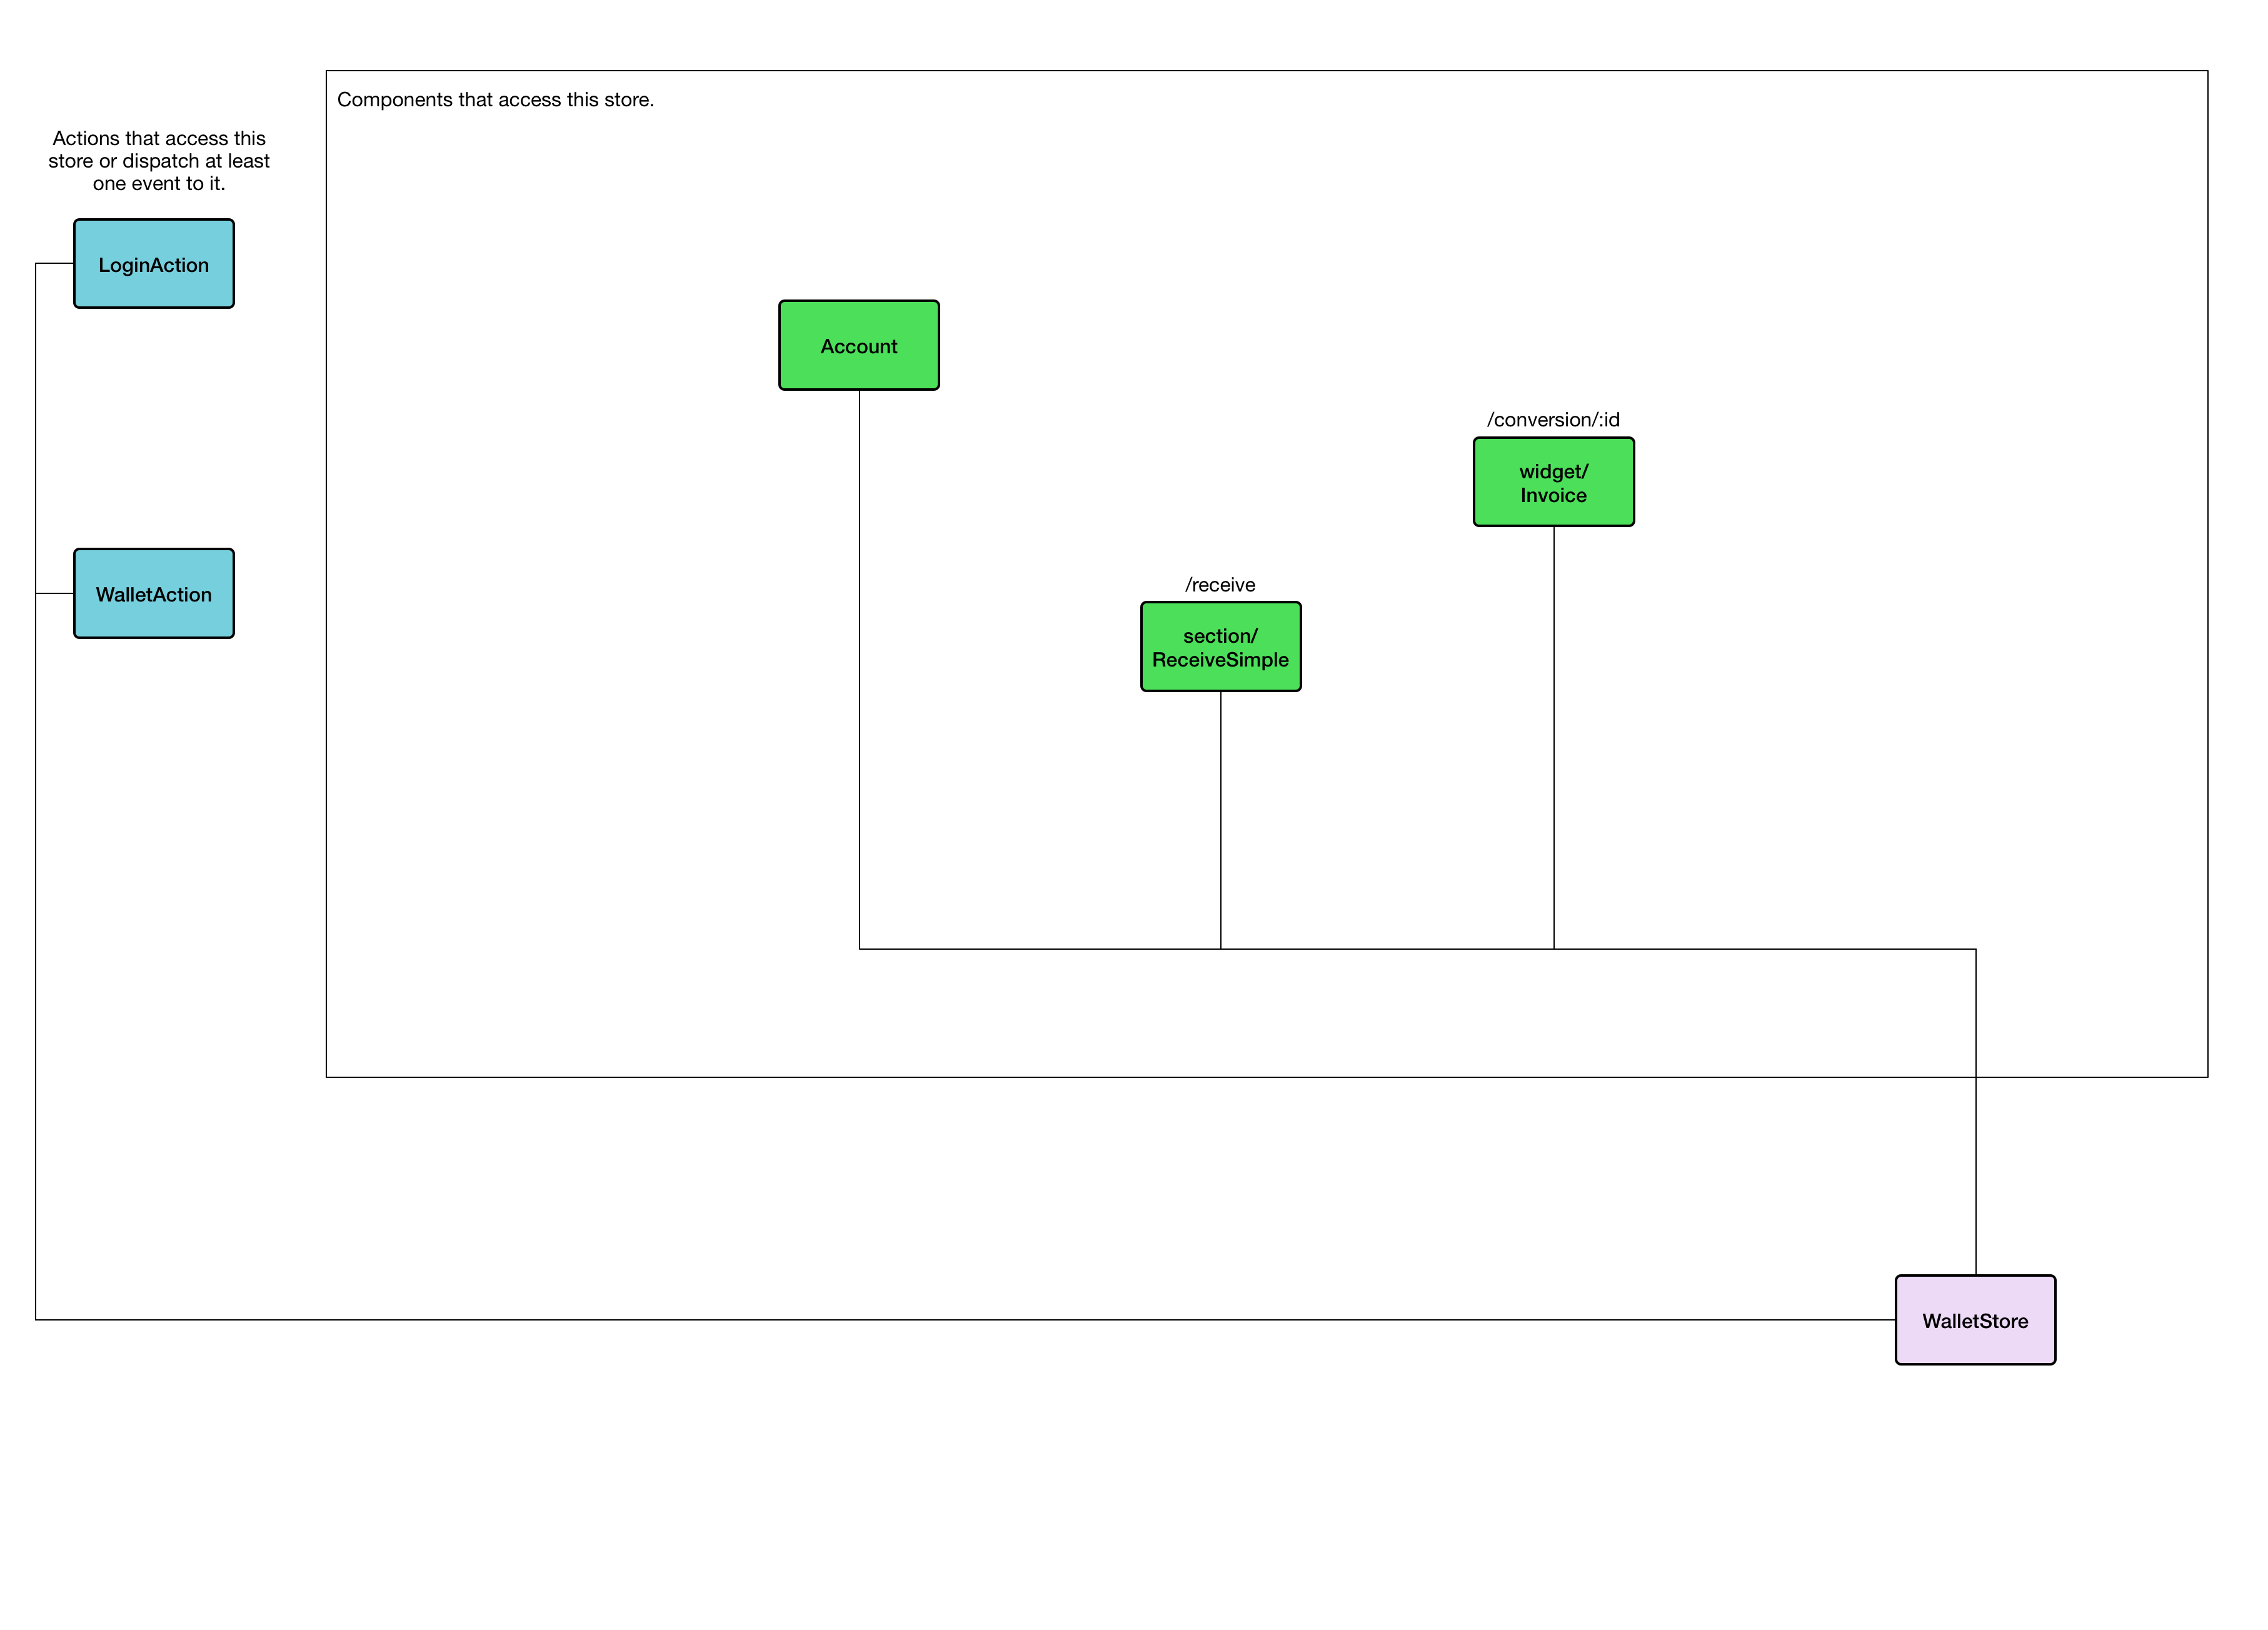 Components that access this store.
Actions that access this
store or dispatch at least
one event to it.
LoginAction
Account
/conversion/:id
widget/
Invoice
WalletAction
/receive
section/
ReceiveSimple
WalletStore